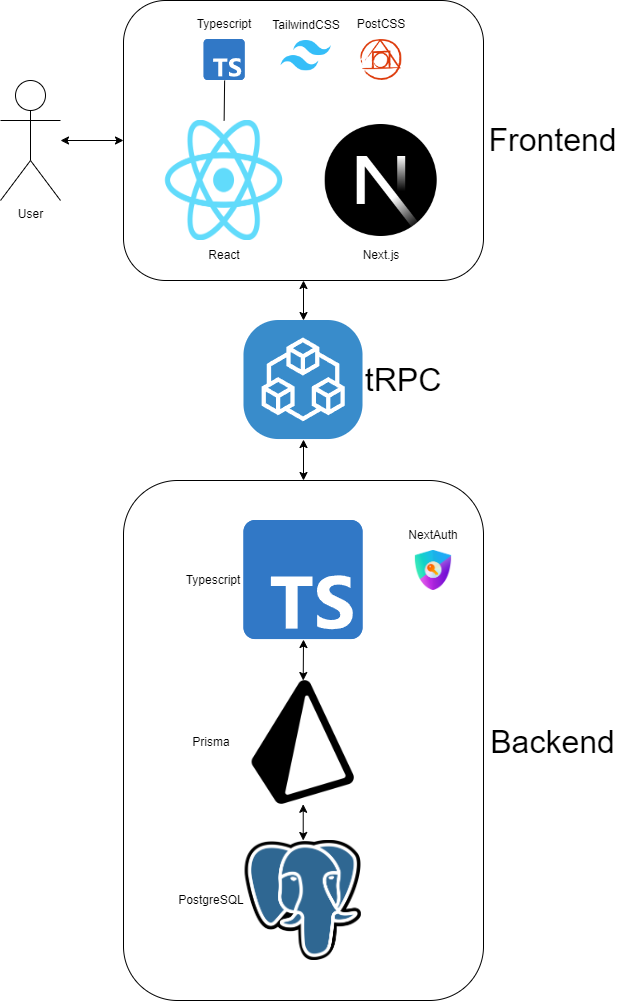 Typescript
TailwindCSS
PostCSS
TS
Frontend
User
React
Next.js
N
tRPC
NextAuth
Typescript
TS
Prisma
Backend
PostgreSQL